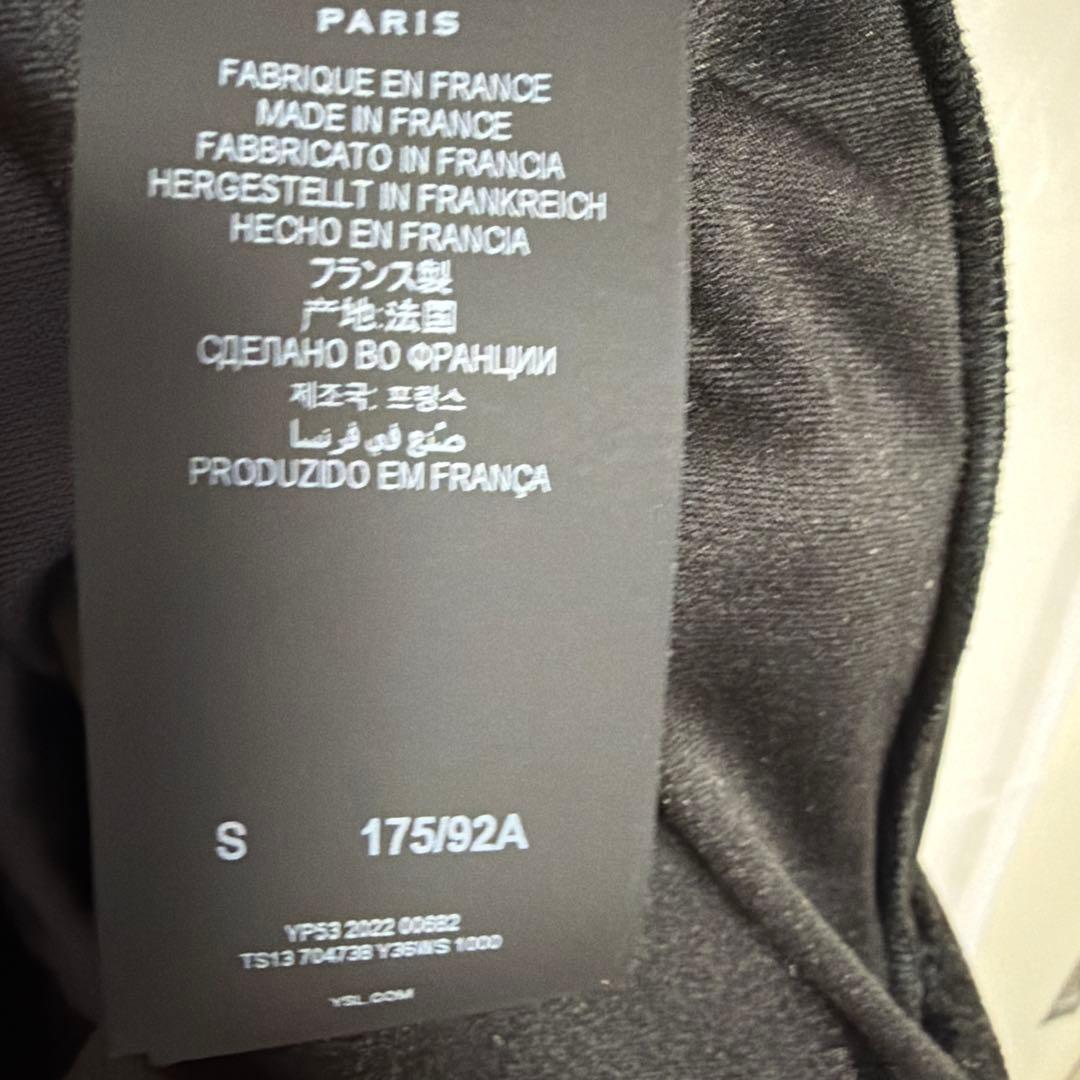 PARIS
FABRIQUE EN FRANCE
MADE IN FRANCE
FABBRICATO IN FRANCIA
HERGESTELLT IN FRANKREICH
HECHO EN FRANCIA
フランス製
产地:法国
СДЕЛАНО ВО ФРАНЦИИ
제조국: 프랑스
صنع في فرنسا
PRODUZIDO EM FRANÇA
S 175/92A
YP53 2022 00682
TS13 704738 Y36WS 1000
YSL.COM